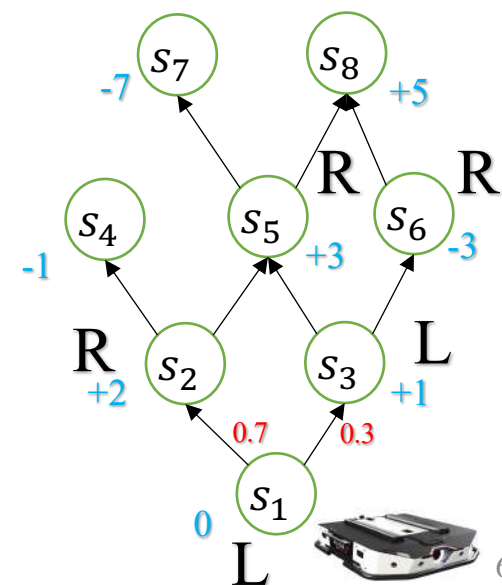 s₇
s₈
-7
+5
R
R
s₄
s₅
s₆
-1
+3
-3
R
L
s₂
s₃
+2
+1
0.7
0.3
s₁
0
L